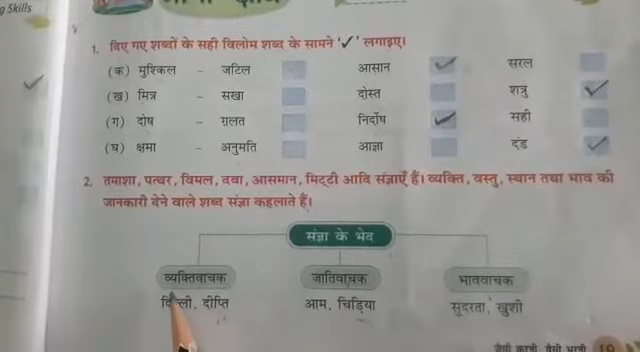 g Skills
1. दिए गए शब्दों के सही विलोम शब्द के सामने '✓' लगाइए।
(क) मुश्किल – जटिल आसान ✓ सरल
(ख) मित्र – सखा दोस्त शत्रु ✓
(ग) दोष – ग़लत निर्दोष ✓ सही
(घ) क्षमा – अनुमति आज्ञा दंड ✓
2. तमाशा, पत्थर, विमल, दवा, आसमान, मिट्टी आदि संज्ञाएँ हैं। व्यक्ति, वस्तु, स्थान तथा भाव की
जानकारी देने वाले शब्द संज्ञा कहलाते हैं।
संज्ञा के भेद
व्यक्तिवाचक जातिवाचक भाववाचक
दीप्ति आम, चिड़िया सुंदरता, खुशी